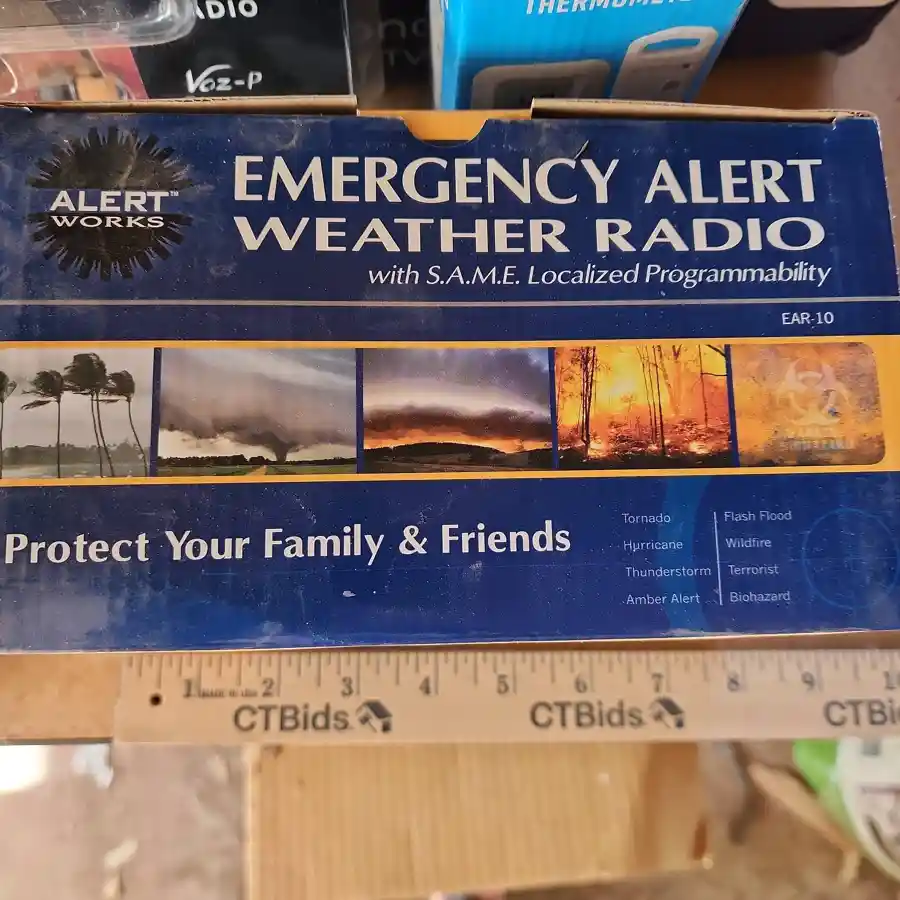 ADIO
Voz-P
THERMOMETE
ALERT™
WORKS
EMERGENCY ALERT
WEATHER RADIO
with S.A.M.E. Localized Programmability
EAR-10
Protect Your Family & Friends
Tornado
Hurricane
Thunderstorm
Amber Alert
Flash Flood
Wildfire
Terrorist
Biohazard
1 2 3 4 5 6 7 8 9 10
CTBids CTBids CTBi